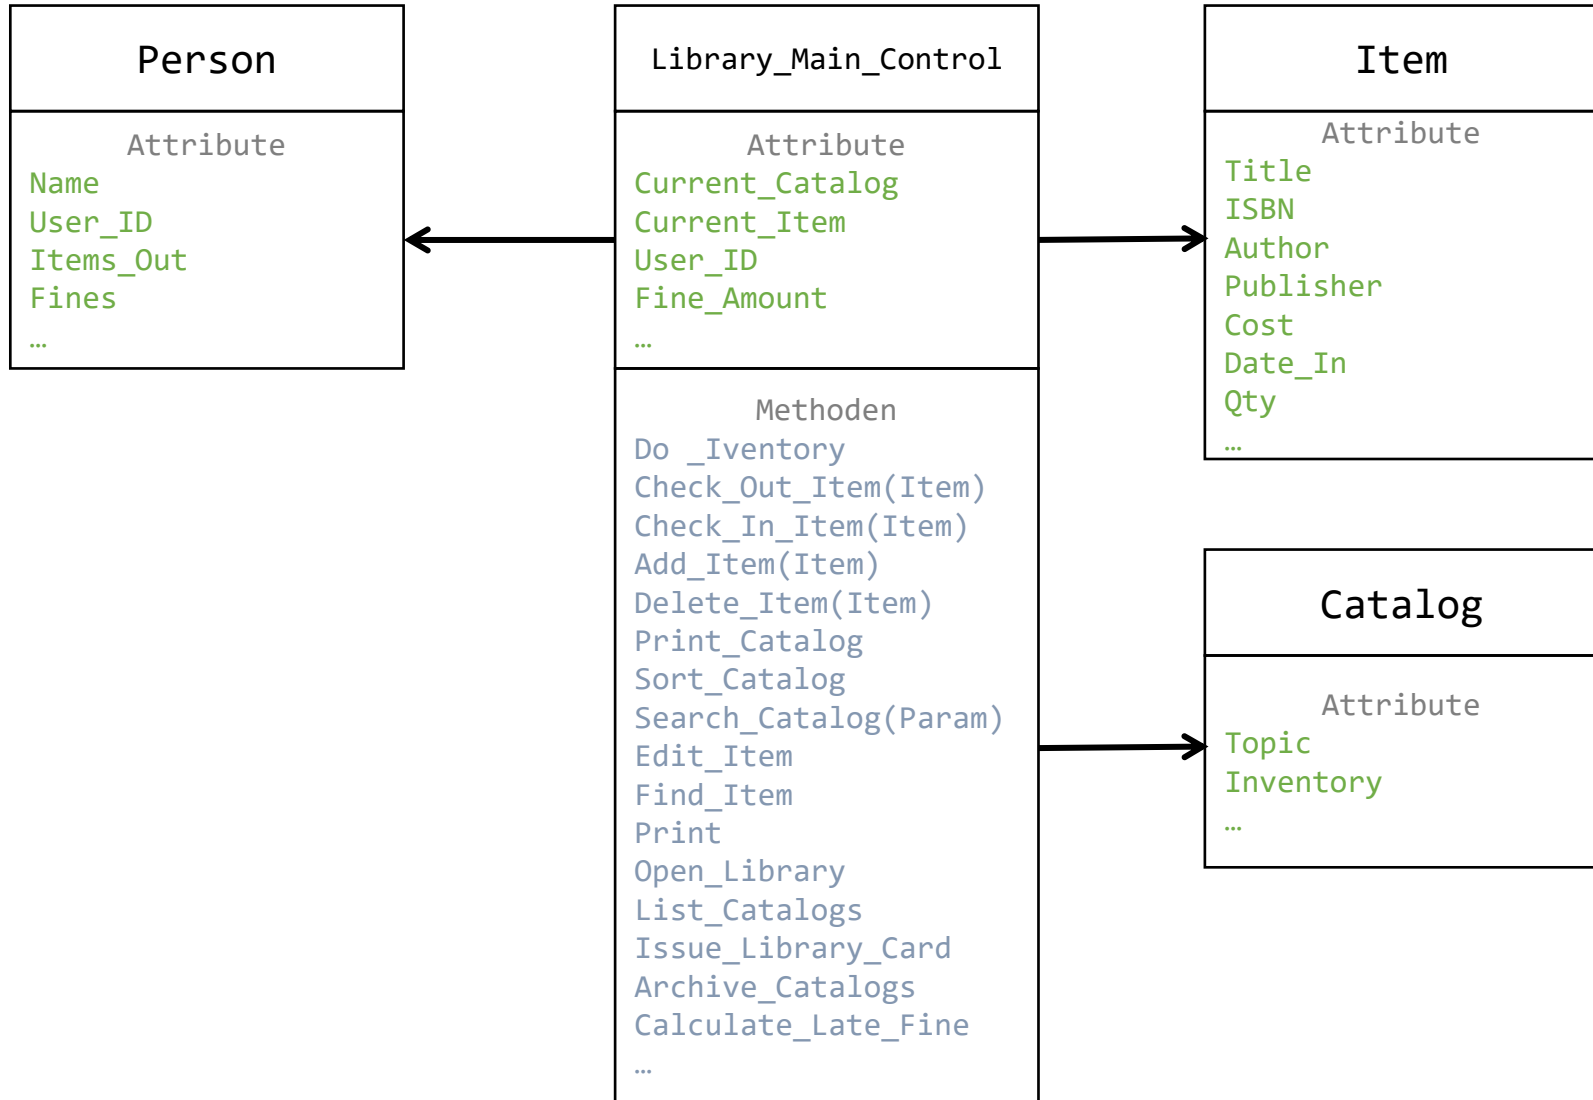 Person
Attribute
Name
User_ID
Items_Out
Fines
…
Library_Main_Control
Attribute
Current_Catalog
Current_Item
User_ID
Fine_Amount
…
Methoden
Do _Iventory
Check_Out_Item(Item)
Check_In_Item(Item)
Add_Item(Item)
Delete_Item(Item)
Print_Catalog
Sort_Catalog
Search_Catalog(Param)
Edit_Item
Find_Item
Print
Open_Library
List_Catalogs
Issue_Library_Card
Archive_Catalogs
Calculate_Late_Fine
…
Item
Attribute
Title
ISBN
Author
Publisher
Cost
Date_In
Qty
…
Catalog
Attribute
Topic
Inventory
…